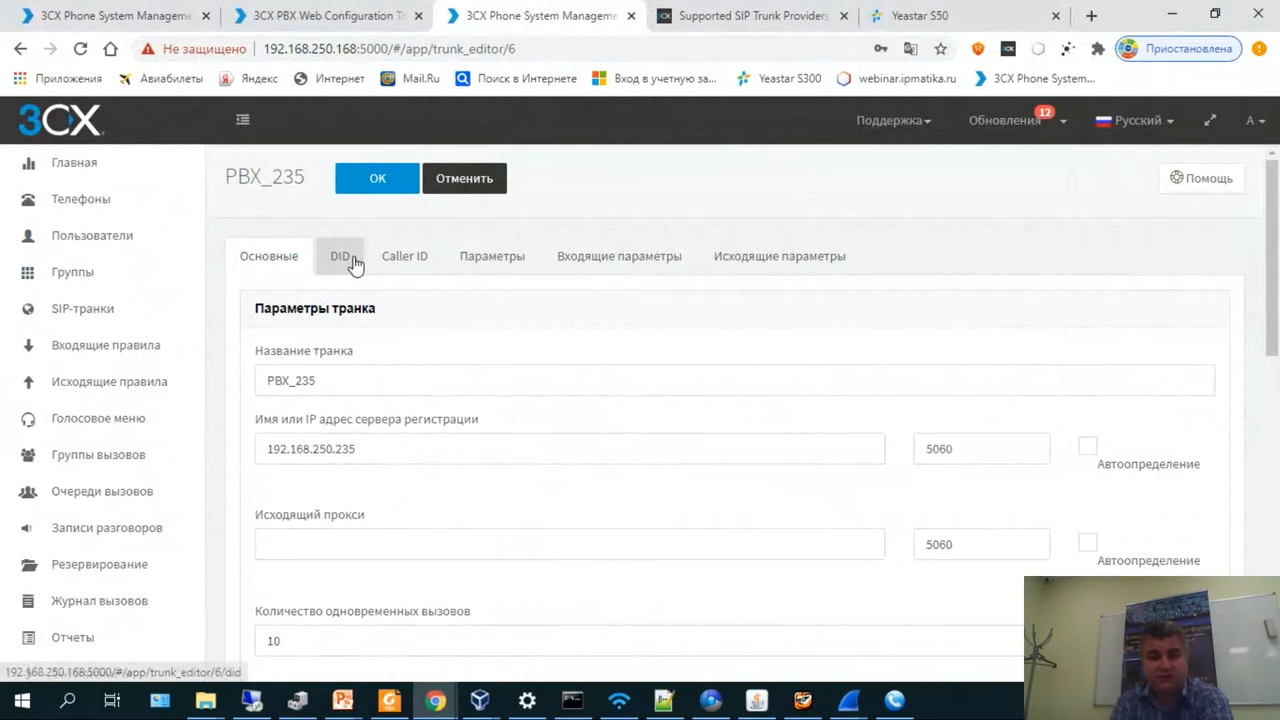 3CX Phone System Manageme
3CX PBX Web Configuration To
3CX Phone System Manageme
Supported SIP Trunk Providers
Yeastar S50
Не защищено
192.168.250.168:5000/#/app/trunk_editor/6
Приостановлена
Приложения
Авиабилеты
Яндекс
Интернет
Mail.Ru
Поиск в Интернете
Вход в учетную за...
Yeastar S300
webinar.ipmatika.ru
3CX Phone System...
3CX
Поддержка
Обновления
12
Русский
A
Главная
Телефоны
Пользователи
Группы
SIP-транки
Входящие правила
Исходящие правила
Голосовое меню
Группы вызовов
Очереди вызовов
Записи разговоров
Резервирование
Журнал вызовов
Отчеты
PBX_235
OK
Отменить
Помощь
Основные
DID
Caller ID
Параметры
Входящие параметры
Исходящие параметры
Параметры транка
Название транка
PBX_235
Имя или IP адрес сервера регистрации
192.168.250.235
5060
Автоопределение
Исходящий прокси
5060
Автоопределение
Количество одновременных вызовов
10
192.168.250.168:5000/#/app/trunk_editor/6/did